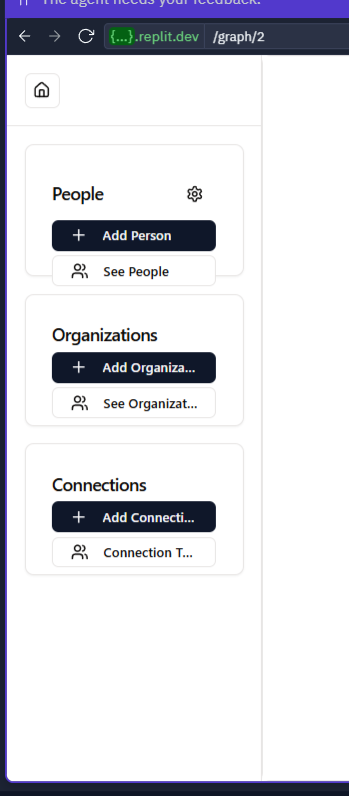 The agent needs your feedback.
{...}.replit.dev /graph/2
People
Add Person
See People
Organizations
Add Organiza...
See Organizat...
Connections
Add Connecti...
Connection T...